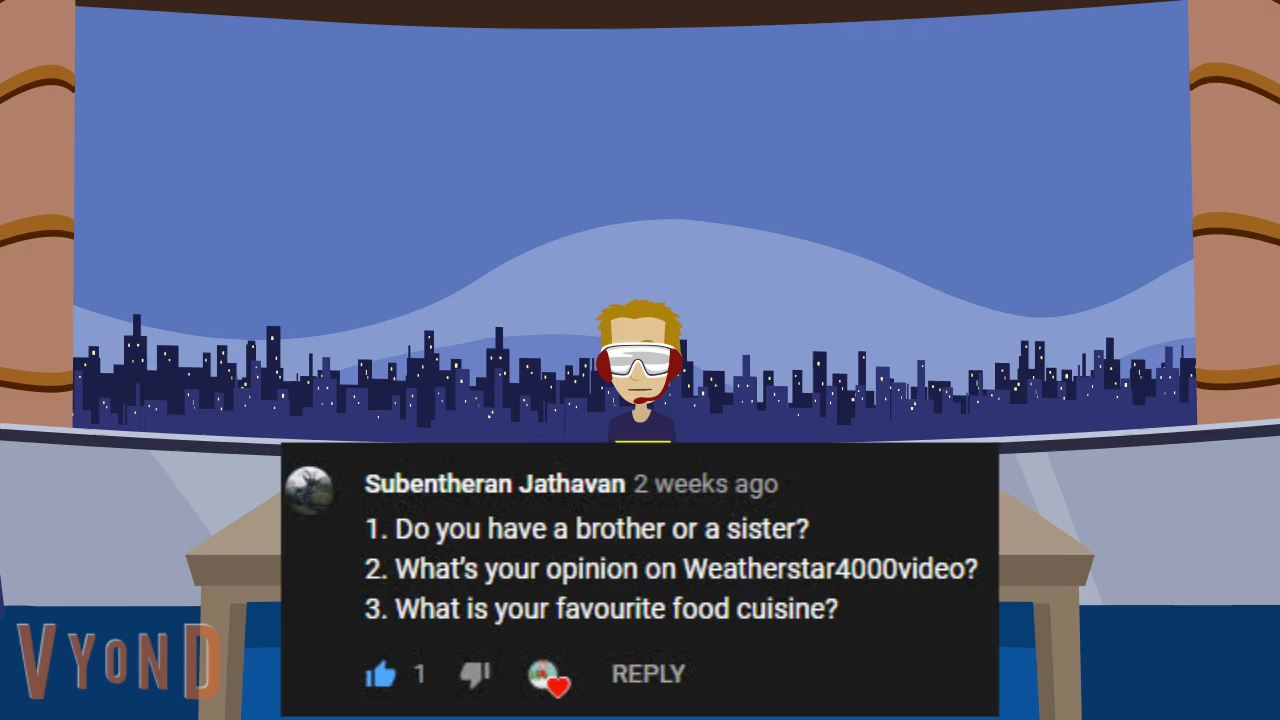 Subentheran Jathavan 2 weeks ago
1. Do you have a brother or a sister?
2. What's your opinion on Weatherstar4000video?
3. What is your favourite food cuisine?
1 REPLY
VYOND